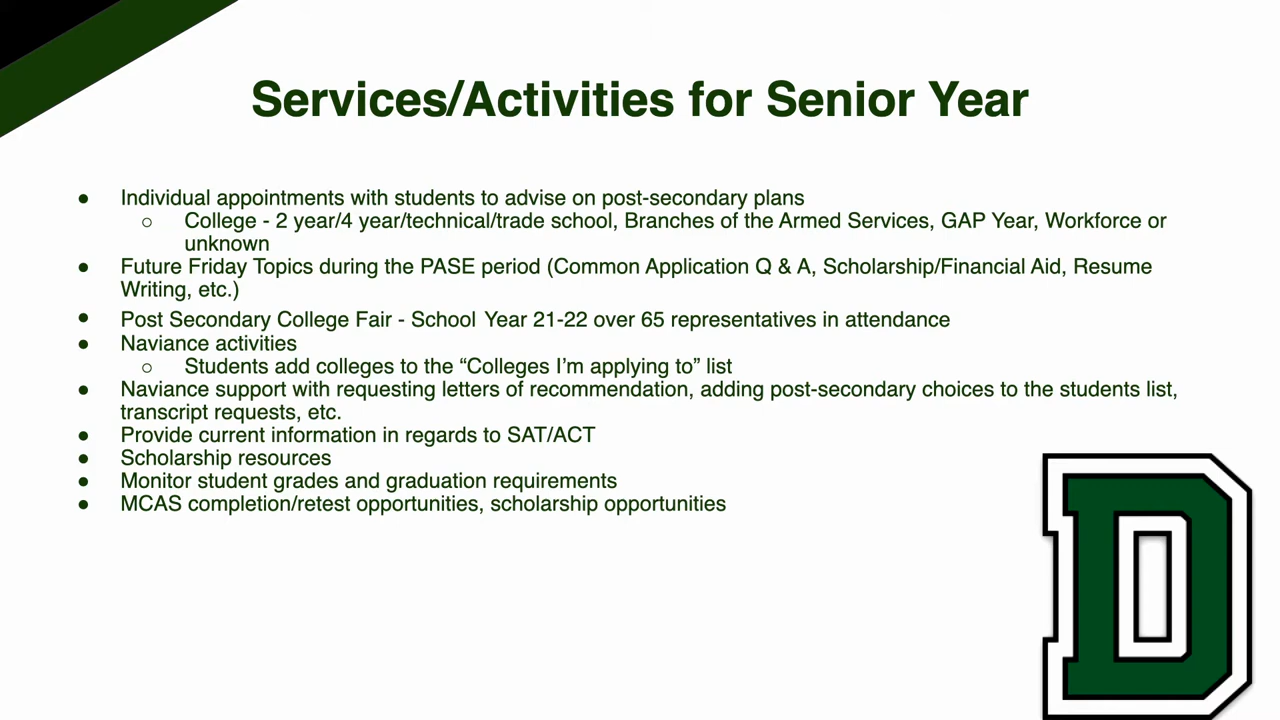 Services/Activities for Senior Year
● Individual appointments with students to advise on post-secondary plans
○ College - 2 year/4 year/technical/trade school, Branches of the Armed Services, GAP Year, Workforce or
unknown
● Future Friday Topics during the PASE period (Common Application Q & A, Scholarship/Financial Aid, Resume
Writing, etc.)
● Post Secondary College Fair - School Year 21-22 over 65 representatives in attendance
● Naviance activities
○ Students add colleges to the “Colleges I’m applying to” list
● Naviance support with requesting letters of recommendation, adding post-secondary choices to the students list,
transcript requests, etc.
● Provide current information in regards to SAT/ACT
● Scholarship resources
● Monitor student grades and graduation requirements
● MCAS completion/retest opportunities, scholarship opportunities
D